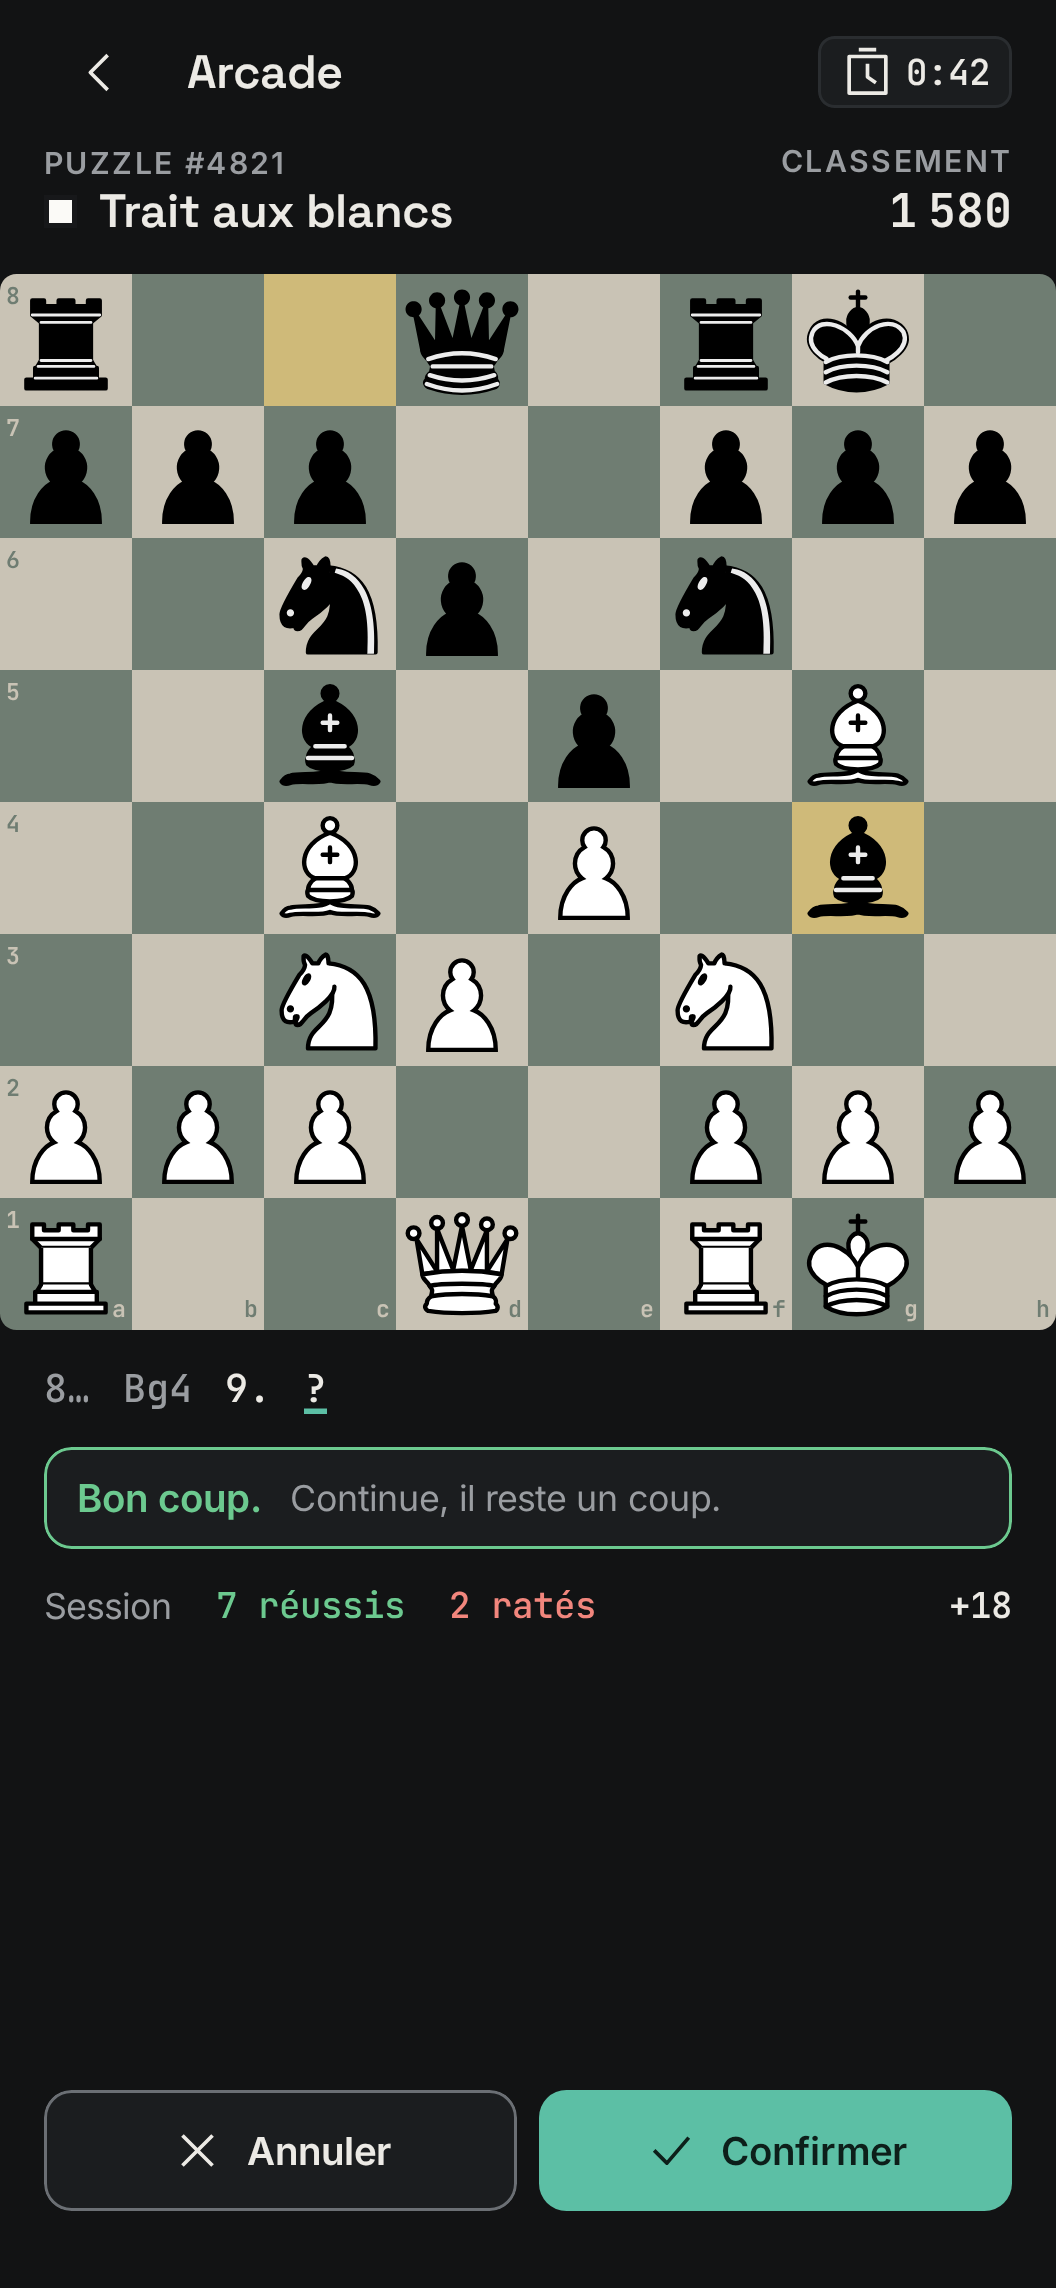 Arcade
0:42
PUZZLE #4821
CLASSEMENT
Trait aux blancs
1 580
8
7
6
5
4
3
2
1
a b c d e f g h
8… Bg4 9. ?
Bon coup. Continue, il reste un coup.
Session 7 réussis 2 ratés +18
Annuler
Confirmer